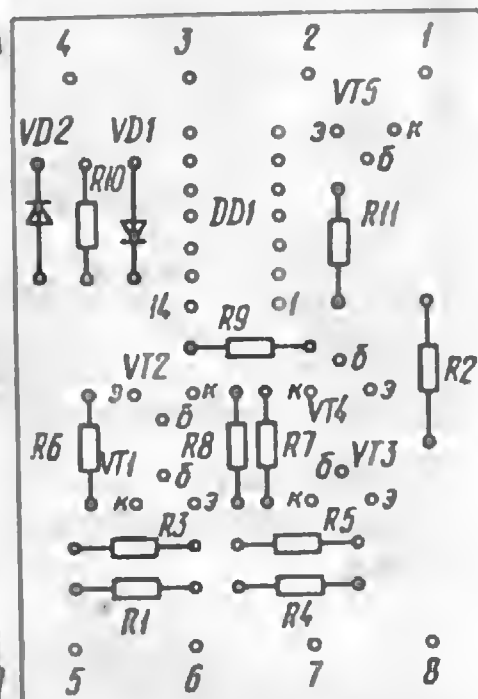 4 3 2 1
VT5
VD2 VD1 э к
R10 б
DD1 R11
14 1
R9
VT2 б R2
э к к э
б VT4
R6 VT1 R8 R7
б б VT3
к э к э
R3 R5
R1 R4
5 6 7 8